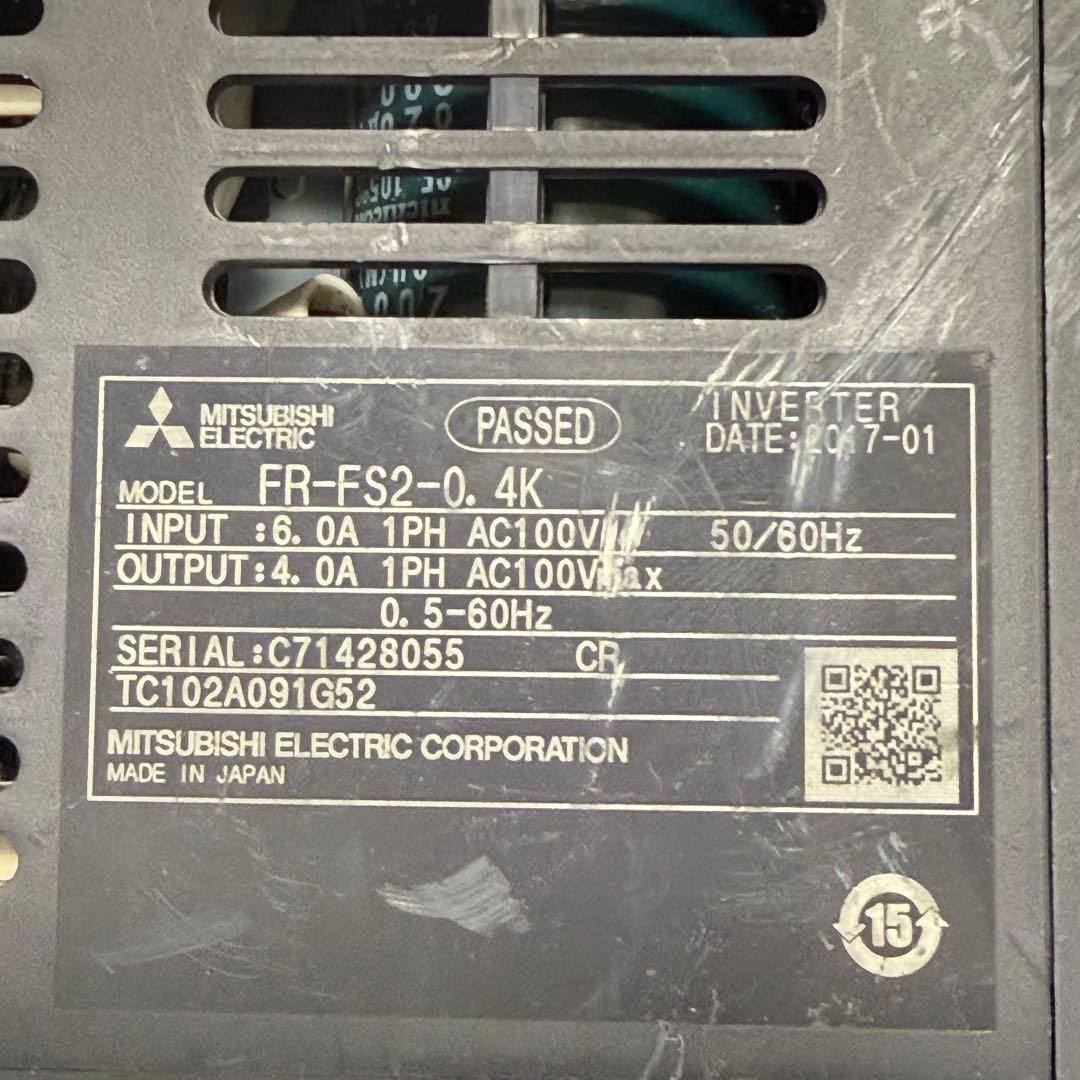 MITSUBISHI
ELECTRIC
PASSED
INVERTER
DATE:2017-01
MODEL FR-FS2-0.4K
INPUT :6.0A 1PH AC100V 50/60Hz
OUTPUT:4.0A 1PH AC100Vmax
0.5-60Hz
SERIAL:C71428055 CR
TC102A091G52
MITSUBISHI ELECTRIC CORPORATION
MADE IN JAPAN
15